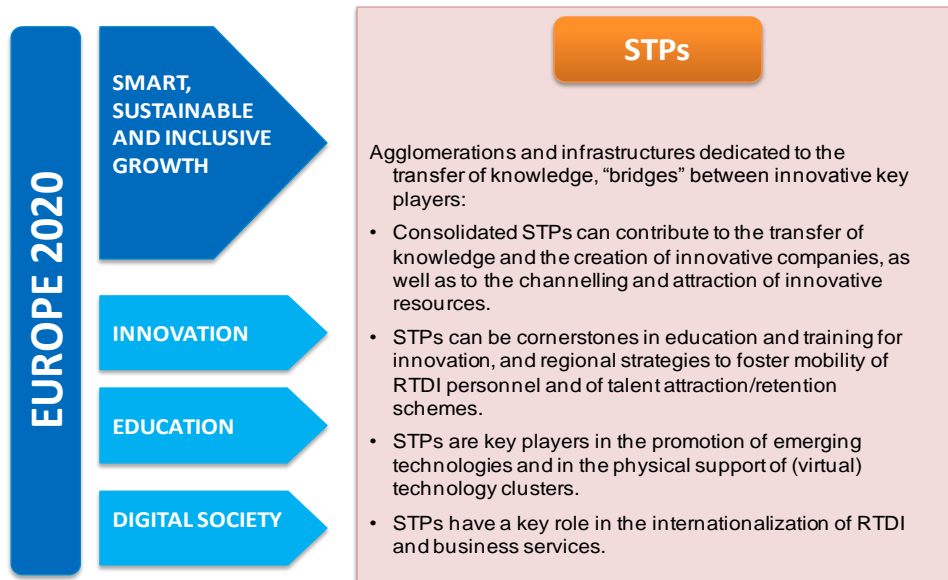 EUROPE 2020
SMART,
SUSTAINABLE
AND INCLUSIVE
GROWTH
INNOVATION
EDUCATION
DIGITAL SOCIETY
STPs
Agglomerations and infrastructures dedicated to the
transfer of knowledge, “bridges” between innovative key
players:
• Consolidated STPs can contribute to the transfer of
knowledge and the creation of innovative companies, as
well as to the channelling and attraction of innovative
resources.
• STPs can be cornerstones in education and training for
innovation, and regional strategies to foster mobility of
RTDI personnel and of talent attraction/retention
schemes.
• STPs are key players in the promotion of emerging
technologies and in the physical support of (virtual)
technology clusters.
• STPs have a key role in the internationalization of RTDI
and business services.